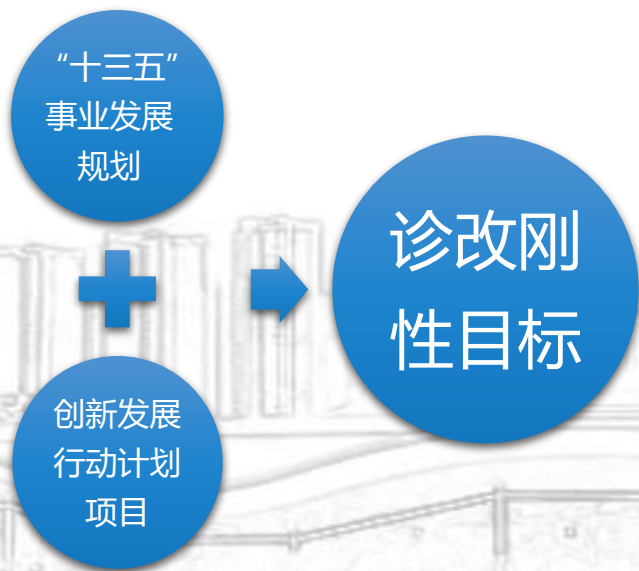 “十三五”
事业发展
规划
创新发展
行动计划
项目
诊改刚
性目标